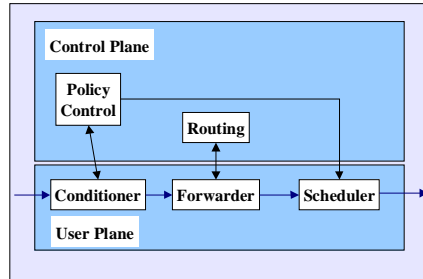 Control Plane
Policy
Control
Routing
Conditioner
Forwarder
Scheduler
User Plane